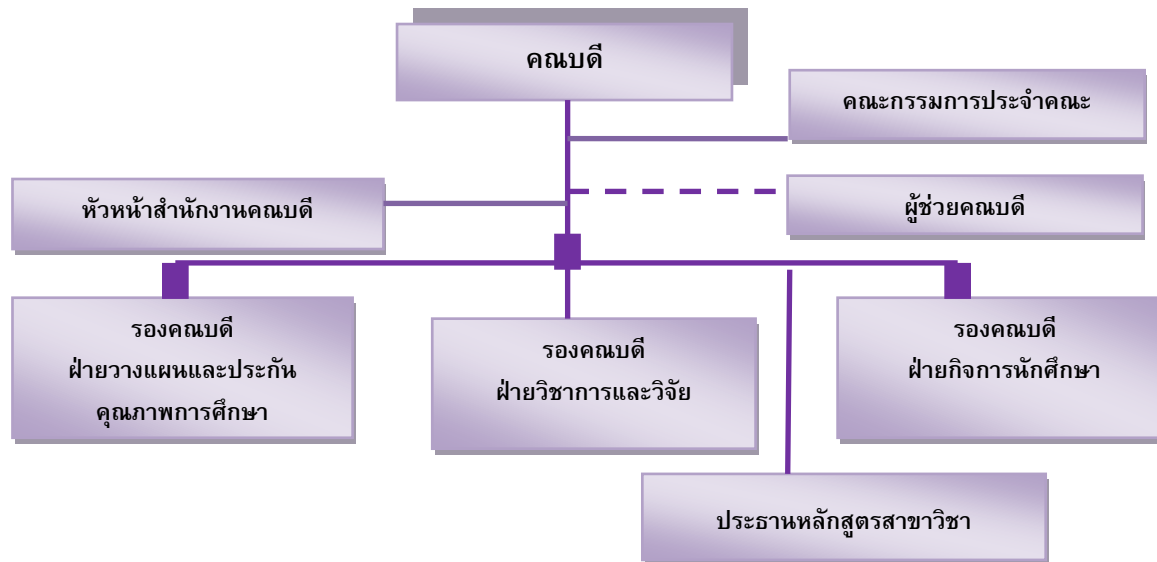 คณบดี
คณะกรรมการประจำคณะ
หัวหน้าสำนักงานคณบดี
ผู้ช่วยคณบดี
รองคณบดี
ฝ่ายวางแผนและประกัน
คุณภาพการศึกษา
รองคณบดี
ฝ่ายวิชาการและวิจัย
รองคณบดี
ฝ่ายกิจการนักศึกษา
ประธานหลักสูตรสาขาวิชา